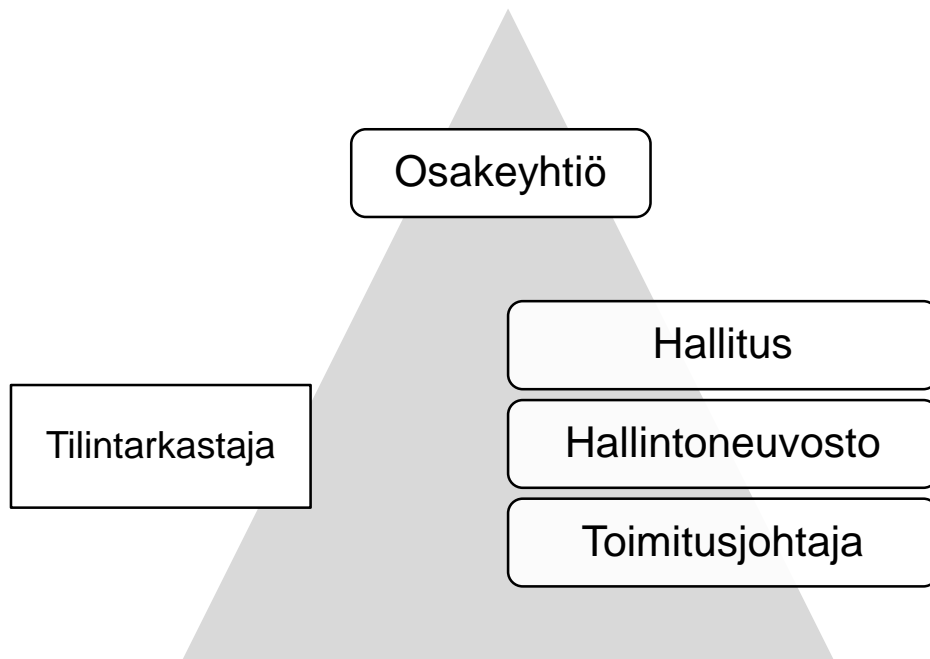 Osakeyhtiö
Hallitus
Tilintarkastaja
Hallintoneuvosto
Toimitusjohtaja